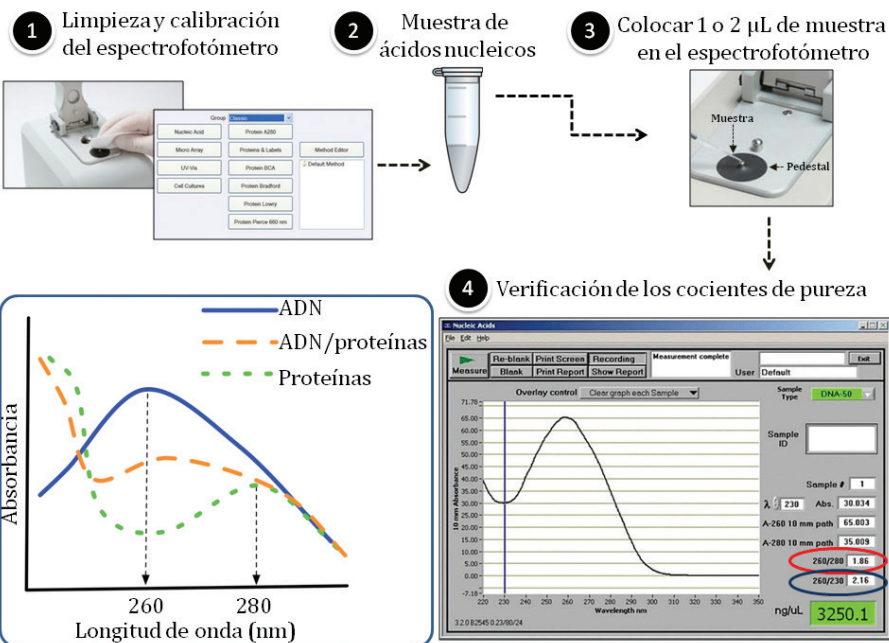 1
Limpieza y calibración
del espectrofotómetro
Group Classic
Nucleic Acid
Protein A280
Micro Array
Proteins & Labels
Method Editor
UV-Vis
Protein BCA
Default Method
Cell Cultures
Protein Bradford
Protein Lowry
Protein Pierce 660 nm
2
Muestra de
ácidos nucleicos
3
Colocar 1 o 2 µL de muestra
en el espectrofotómetro
Muestra
Pedestal
4
Verificación de los cocientes de pureza
Nucleic Acids
File Edit Help
Measure
Re-blank Print Screen Recording
Blank Print Report Show Report
Measurement complete
User Default
Exit
Overlay control Clear graph each Sample
Sample
Type
DNA-50
Sample
ID
Sample # 1
λ 230 Abs. 30.034
A-260 10 mm path 65.003
A-280 10 mm path 35.009
260/280 1.86
260/230 2.16
ng/uL 3250.1
10 mm Absorbance
71.70
65.00
60.00
55.00
50.00
45.00
40.00
35.00
30.00
25.00
20.00
15.00
10.00
5.00
0.00
-7.10
220 230 240 250 260 270 280 290 300 310 320 330 340 350
Wavelength nm
3.2.0 B2545 0.23/00/24
ADN
ADN/proteínas
Proteínas
Absorbancia
260 280
Longitud de onda (nm)